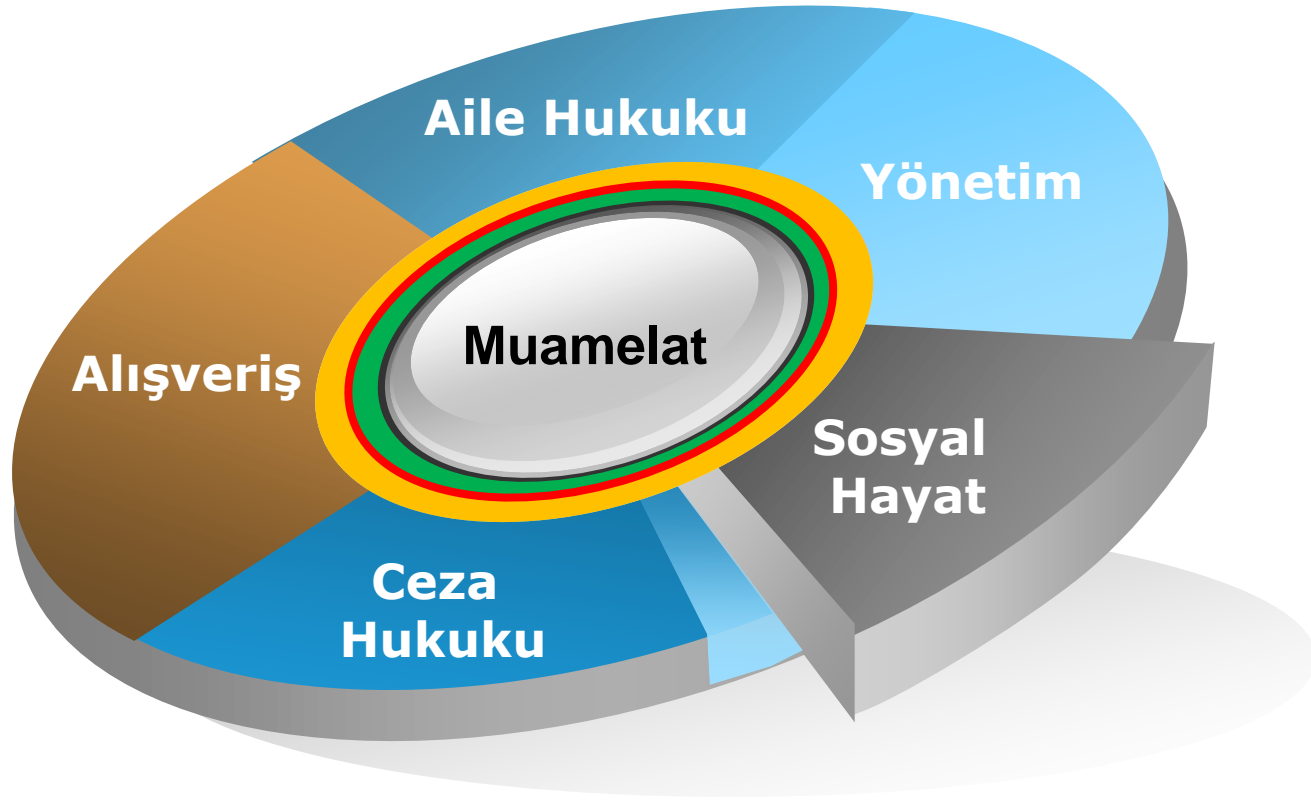 Aile Hukuku
Yönetim
Muamelat
Alışveriş
Sosyal
Hayat
Ceza
Hukuku